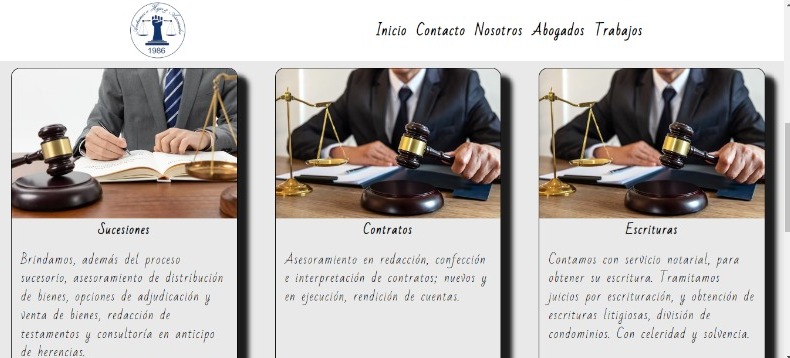 1986
Inicio Contacto Nosotros Abogados Trabajos
Sucesiones
Brindamos, además del proceso
sucesorio, asesoramiento de distribución
de bienes, opciones de adjudicación y
venta de bienes, redacción de
testamentos y consultoría en anticipo
de herencias.
Contratos
Asesoramiento en redacción, confección
e interpretación de contratos; nuevos y
en ejecución, rendición de cuentas.
Escrituras
Contamos con servicio notarial, para
obtener su escritura. Tramitamos
juicios por escrituración, y obtención de
escrituras litigiosas, división de
condominios. Con celeridad y solvencia.